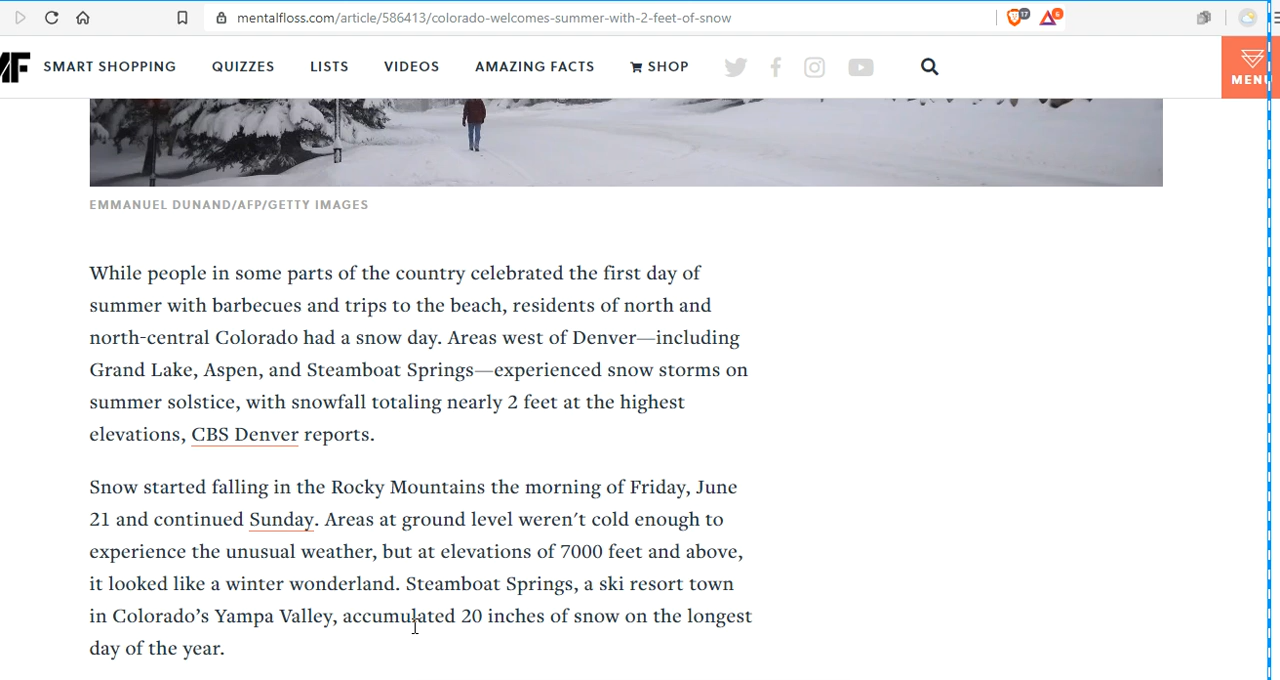 mentalfloss.com/article/586413/colorado-welcomes-summer-with-2-feet-of-snow
17
6
MF SMART SHOPPING QUIZZES LISTS VIDEOS AMAZING FACTS SHOP
MENU
EMMANUEL DUNAND/AFP/GETTY IMAGES
While people in some parts of the country celebrated the first day of
summer with barbecues and trips to the beach, residents of north and
north-central Colorado had a snow day. Areas west of Denver—including
Grand Lake, Aspen, and Steamboat Springs—experienced snow storms on
summer solstice, with snowfall totaling nearly 2 feet at the highest
elevations, CBS Denver reports.
Snow started falling in the Rocky Mountains the morning of Friday, June
21 and continued Sunday. Areas at ground level weren't cold enough to
experience the unusual weather, but at elevations of 7000 feet and above,
it looked like a winter wonderland. Steamboat Springs, a ski resort town
in Colorado’s Yampa Valley, accumulated 20 inches of snow on the longest
day of the year.